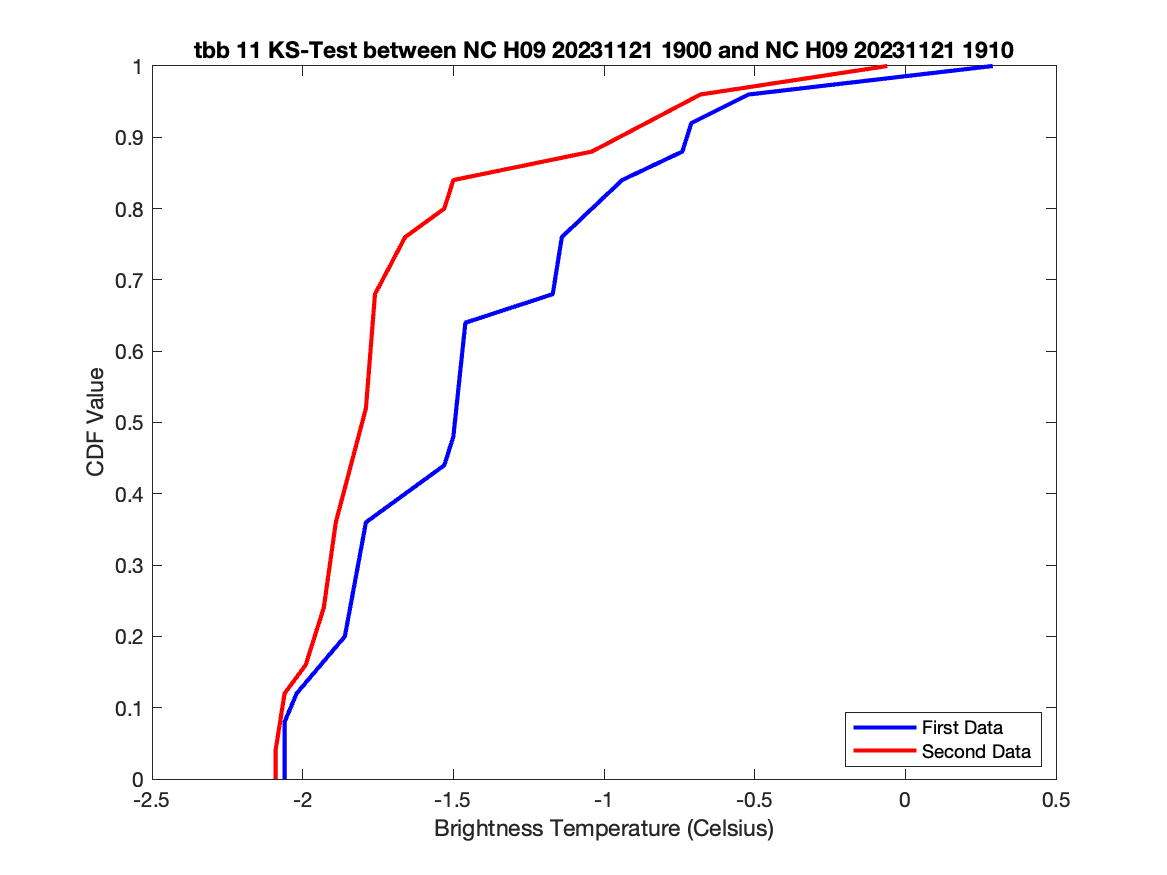 tbb 11 KS-Test between NC H09 20231121 1900 and NC H09 20231121 1910
1
0.9
0.8
0.7
0.6
0.5
0.4
0.3
0.2
0.1
0
CDF Value
First Data
Second Data
-2.5 -2 -1.5 -1 -0.5 0 0.5
Brightness Temperature (Celsius)